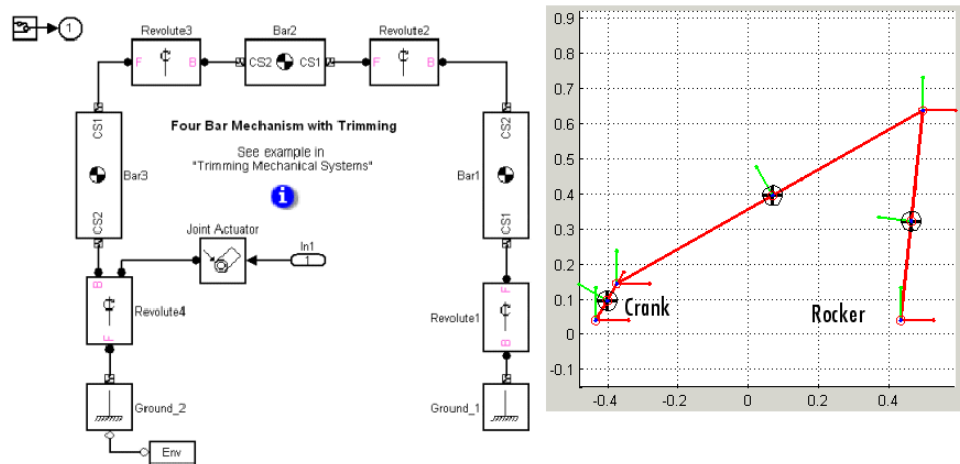 1
Revolute3
Bar2
Revolute2
F
B
CS2
CS1
F
B
Four Bar Mechanism with Trimming
See example in
"Trimming Mechanical Systems"
i
CS1
Bar3
CS2
CS2
Bar1
CS1
Joint Actuator
In1
1
B
Revolute4
F
F
Revolute1
B
Ground_2
Ground_1
Env
0.9
0.8
0.7
0.6
0.5
0.4
0.3
0.2
0.1
0
-0.1
Crank
Rocker
-0.4
-0.2
0
0.2
0.4